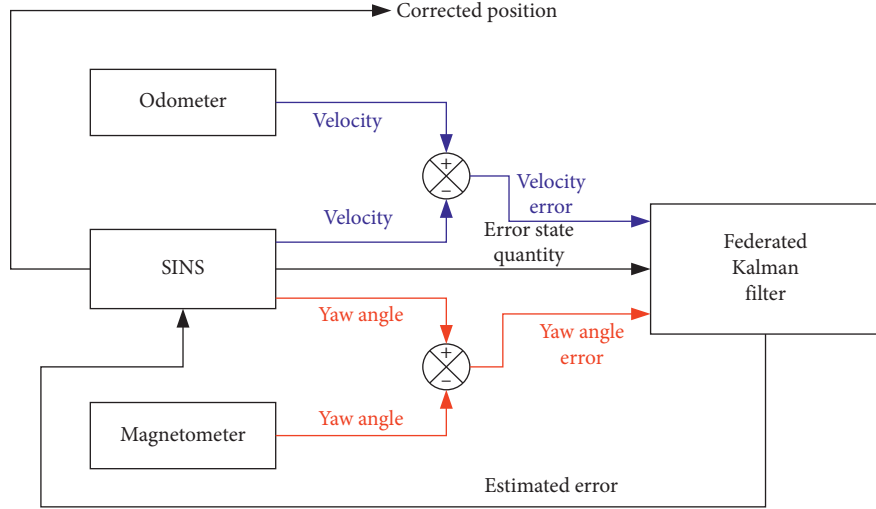 Corrected position
Odometer
Velocity
+
−
Velocity
error
Velocity
Error state
quantity
SINS
Federated
Kalman
filter
Yaw angle
+
−
Yaw angle
error
Yaw angle
Magnetometer
Estimated error